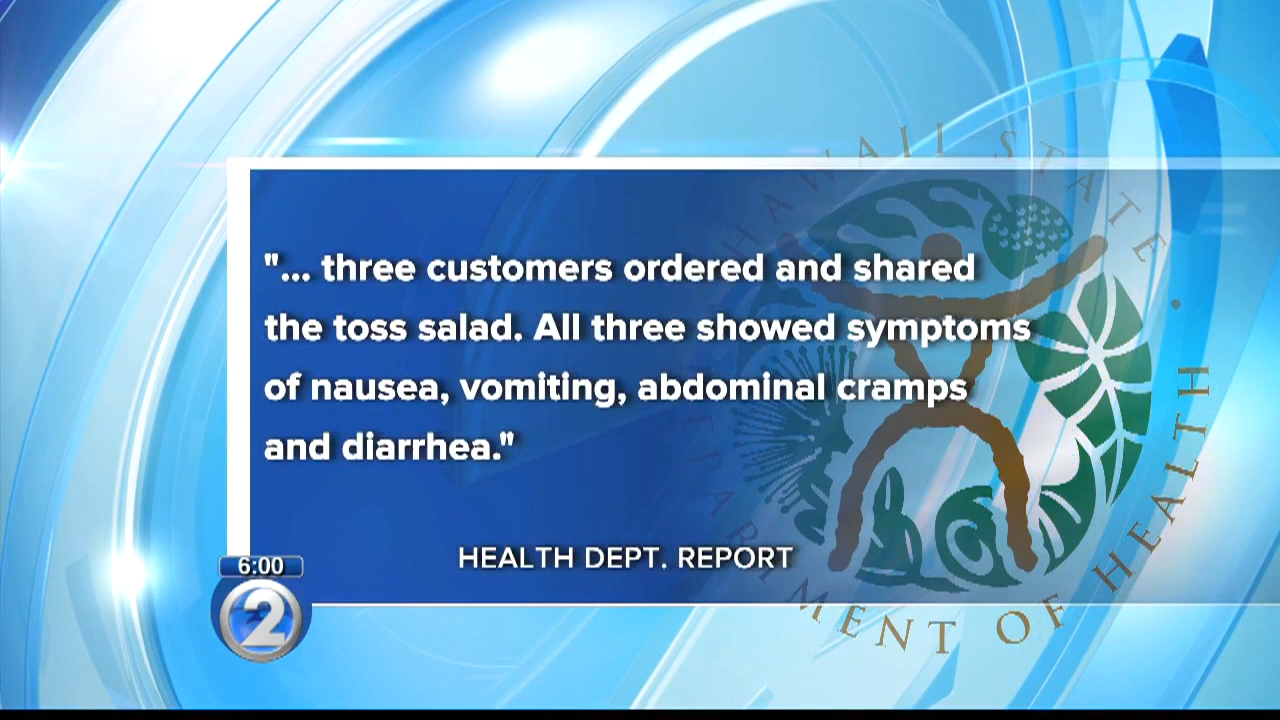 HAWAII STATE
"... three customers ordered and shared
the toss salad. All three showed symptoms
of nausea, vomiting, abdominal cramps
and diarrhea."
HEALTH DEPT. REPORT
DEPARTMENT OF HEALTH
6:00
2